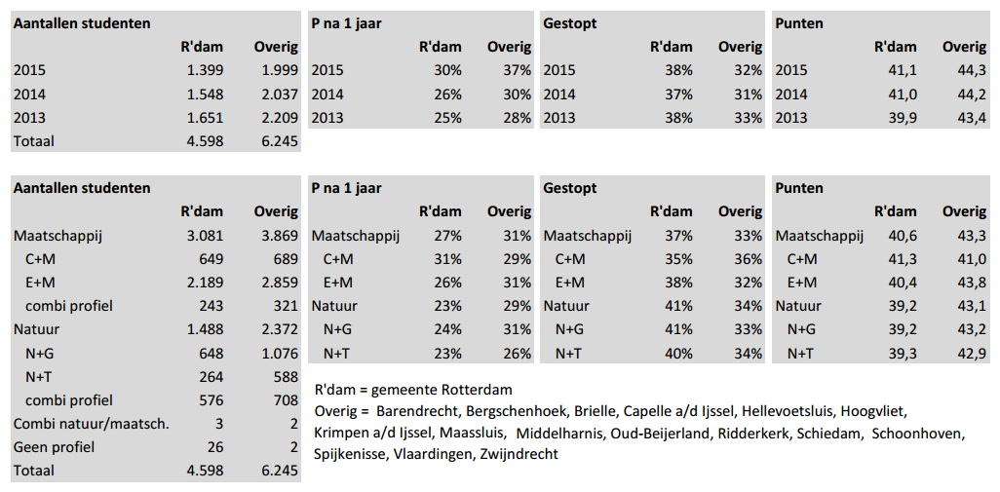 Aantallen studenten P na 1 jaar Gestopt Punten
R'dam Overig R'dam Overig R'dam Overig R'dam Overig
2015 1.399 1.999 2015 30% 37% 2015 38% 32% 2015 41,1 44,3
2014 1.548 2.037 2014 26% 30% 2014 37% 31% 2014 41,0 44,2
2013 1.651 2.209 2013 25% 28% 2013 38% 33% 2013 39,9 43,4
Totaal 4.598 6.245
Aantallen studenten P na 1 jaar Gestopt Punten
R'dam Overig R'dam Overig R'dam Overig R'dam Overig
Maatschappij 3.081 3.869 Maatschappij 27% 31% Maatschappij 37% 33% Maatschappij 40,6 43,3
C+M 649 689 C+M 31% 29% C+M 35% 36% C+M 41,3 41,0
E+M 2.189 2.859 E+M 26% 31% E+M 38% 32% E+M 40,4 43,8
combi profiel 243 321 Natuur 23% 29% Natuur 41% 34% Natuur 39,2 43,1
Natuur 1.488 2.372 N+G 24% 31% N+G 41% 33% N+G 39,2 43,2
N+G 648 1.076 N+T 23% 26% N+T 40% 34% N+T 39,3 42,9
N+T 264 588
combi profiel 576 708
Combi natuur/maatsch. 3 2
Geen profiel 26 2
Totaal 4.598 6.245
R'dam = gemeente Rotterdam
Overig = Barendrecht, Bergschenhoek, Brielle, Capelle a/d Ijssel, Hellevoetsluis, Hoogvliet,
Krimpen a/d Ijssel, Maassluis, Middelharnis, Oud-Beijerland, Ridderkerk, Schiedam, Schoonhoven,
Spijkenisse, Vlaardingen, Zwijndrecht